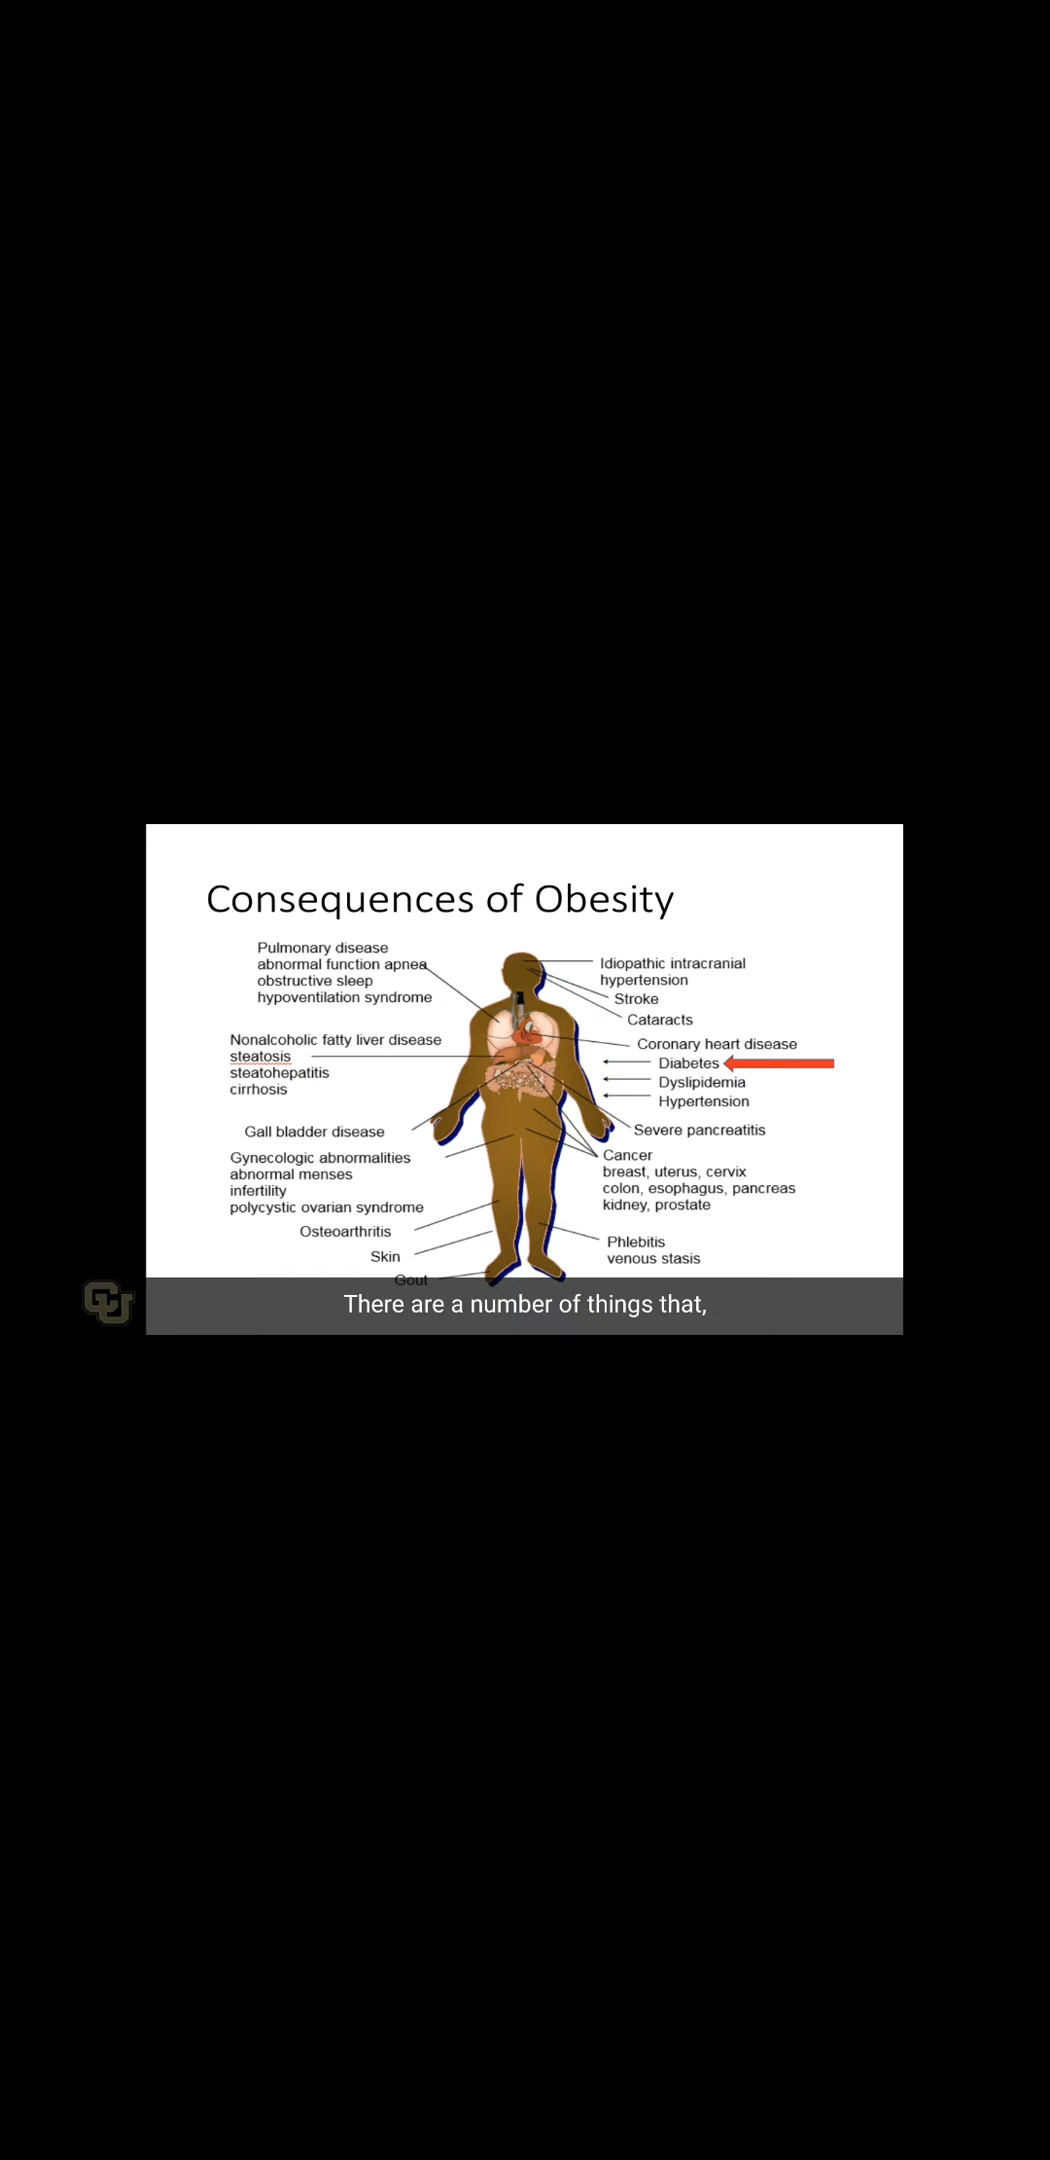 Consequences of Obesity
Pulmonary disease
abnormal function apnea
obstructive sleep
hypoventilation syndrome
Nonalcoholic fatty liver disease
steatosis
steatohepatitis
cirrhosis
Gall bladder disease
Gynecologic abnormalities
abnormal menses
infertility
polycystic ovarian syndrome
Osteoarthritis
Skin
Gout
Idiopathic intracranial
hypertension
Stroke
Cataracts
Coronary heart disease
Diabetes
Dyslipidemia
Hypertension
Severe pancreatitis
Cancer
breast, uterus, cervix
colon, esophagus, pancreas
kidney, prostate
Phlebitis
venous stasis
CU
There are a number of things that,